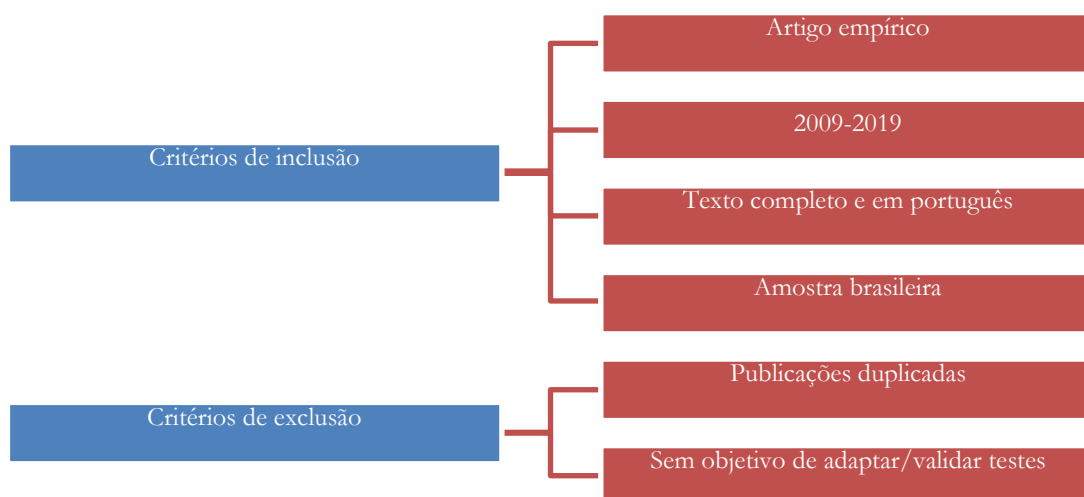 Critérios de inclusão
Artigo empírico
2009-2019
Texto completo e em português
Amostra brasileira
Critérios de exclusão
Publicações duplicadas
Sem objetivo de adaptar/validar testes